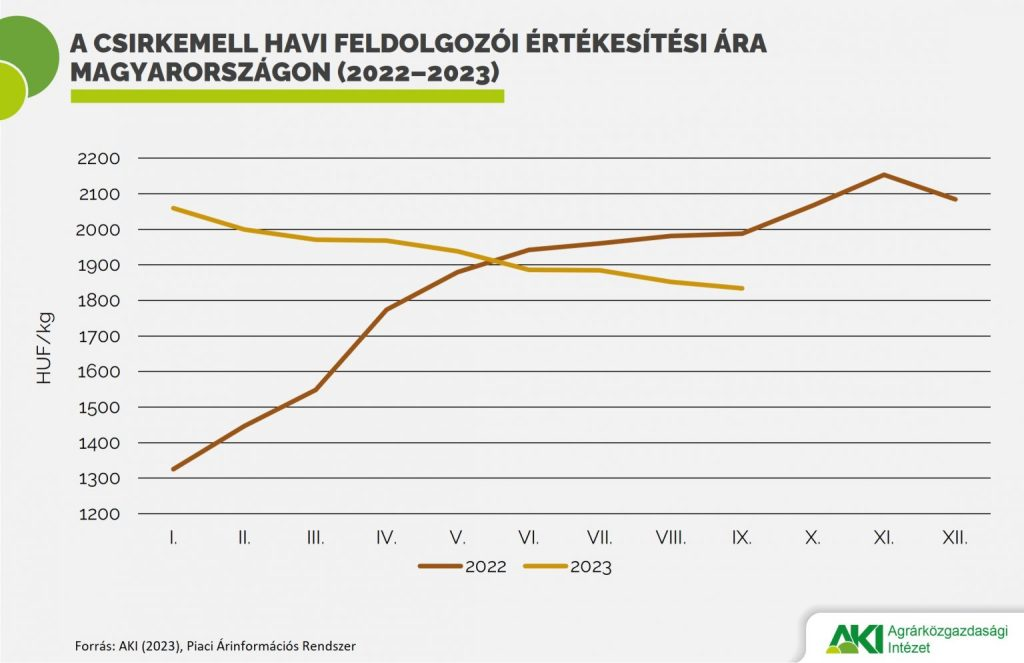 A CSIRKEMELL HAVI FELDOLGOZÓI ÉRTÉKESÍTÉSI ÁRA
MAGYARORSZÁGON (2022–2023)
HUF/kg
2200
2100
2000
1900
1800
1700
1600
1500
1400
1300
1200
I. II. III. IV. V. VI. VII. VIII. IX. X. XI. XII.
2022 2023
Forrás: AKI (2023), Piaci Árinformációs Rendszer
AKI Agrárközgazdasági
Intézet